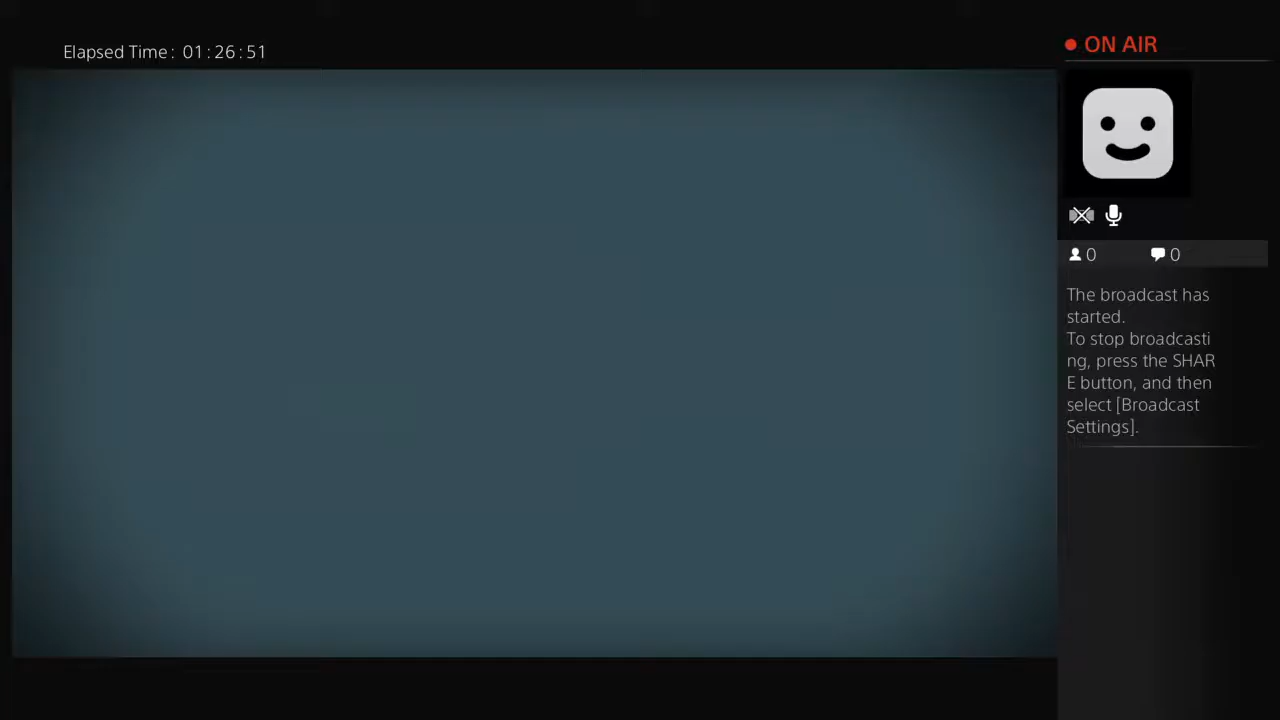 Elapsed Time: 01:26:51
ON AIR
0 0
The broadcast has
started.
To stop broadcasti
ng, press the SHAR
E button, and then
select [Broadcast
Settings].